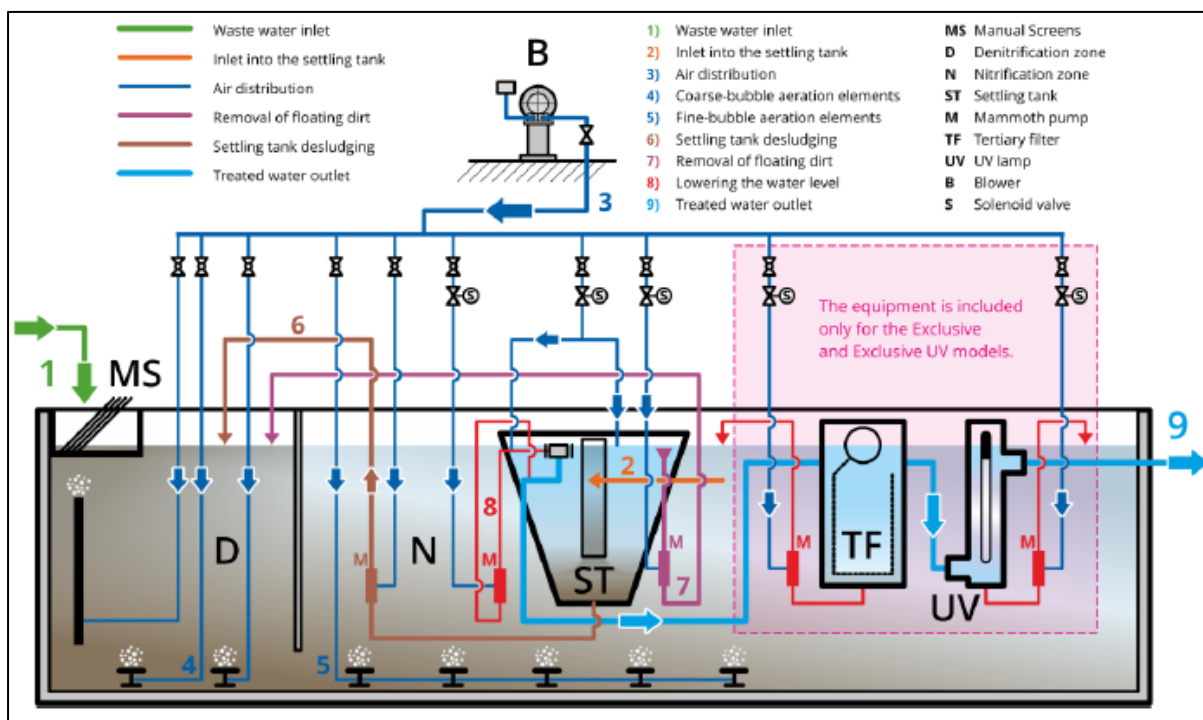 Waste water inlet
Inlet into the settling tank
Air distribution
Removal of floating dirt
Settling tank desludging
Treated water outlet
B
1) Waste water inlet
2) Inlet into the settling tank
3) Air distribution
4) Coarse-bubble aeration elements
5) Fine-bubble aeration elements
6) Settling tank desludging
7) Removal of floating dirt
8) Lowering the water level
9) Treated water outlet
MS Manual Screens
D Denitrification zone
N Nitrification zone
ST Settling tank
M Mammoth pump
TF Tertiary filter
UV UV lamp
B Blower
S Solenoid valve
3
S
S
S
S
S
The equipment is included
only for the Exclusive
and Exclusive UV models.
6
1
MS
9
2
8
D
N
M
M
ST
M
7
M
TF
UV
M
4
5